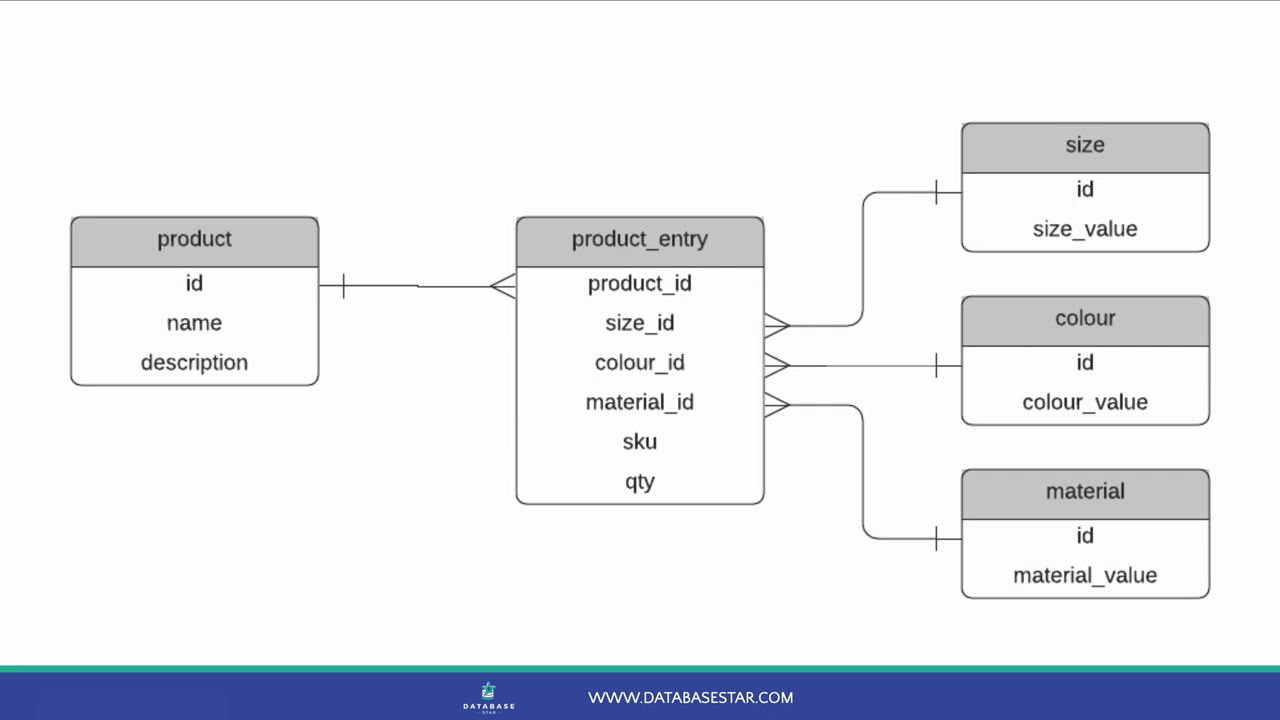 product
id
name
description
product_entry
product_id
size_id
colour_id
material_id
sku
qty
size
id
size_value
colour
id
colour_value
material
id
material_value
DATABASE
STAR
WWW.DATABASESTAR.COM